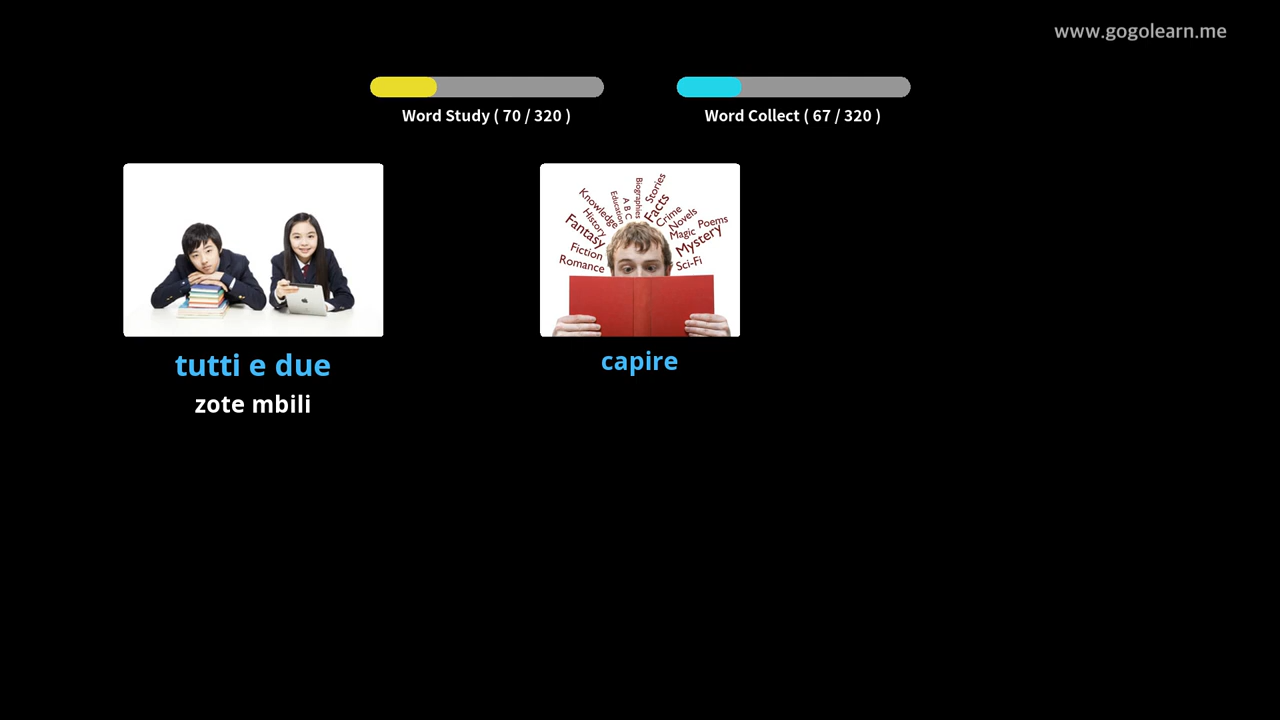 www.gogolearn.me
Word Study ( 70 / 320 )
Word Collect ( 67 / 320 )
Knowledge
History
Fantasy
Fiction
Romance
Education
A B C
Biographies
Stories
Facts
Crime
Novels
Magic
Poems
Mystery
Sci-Fi
tutti e due
zote mbili
capire